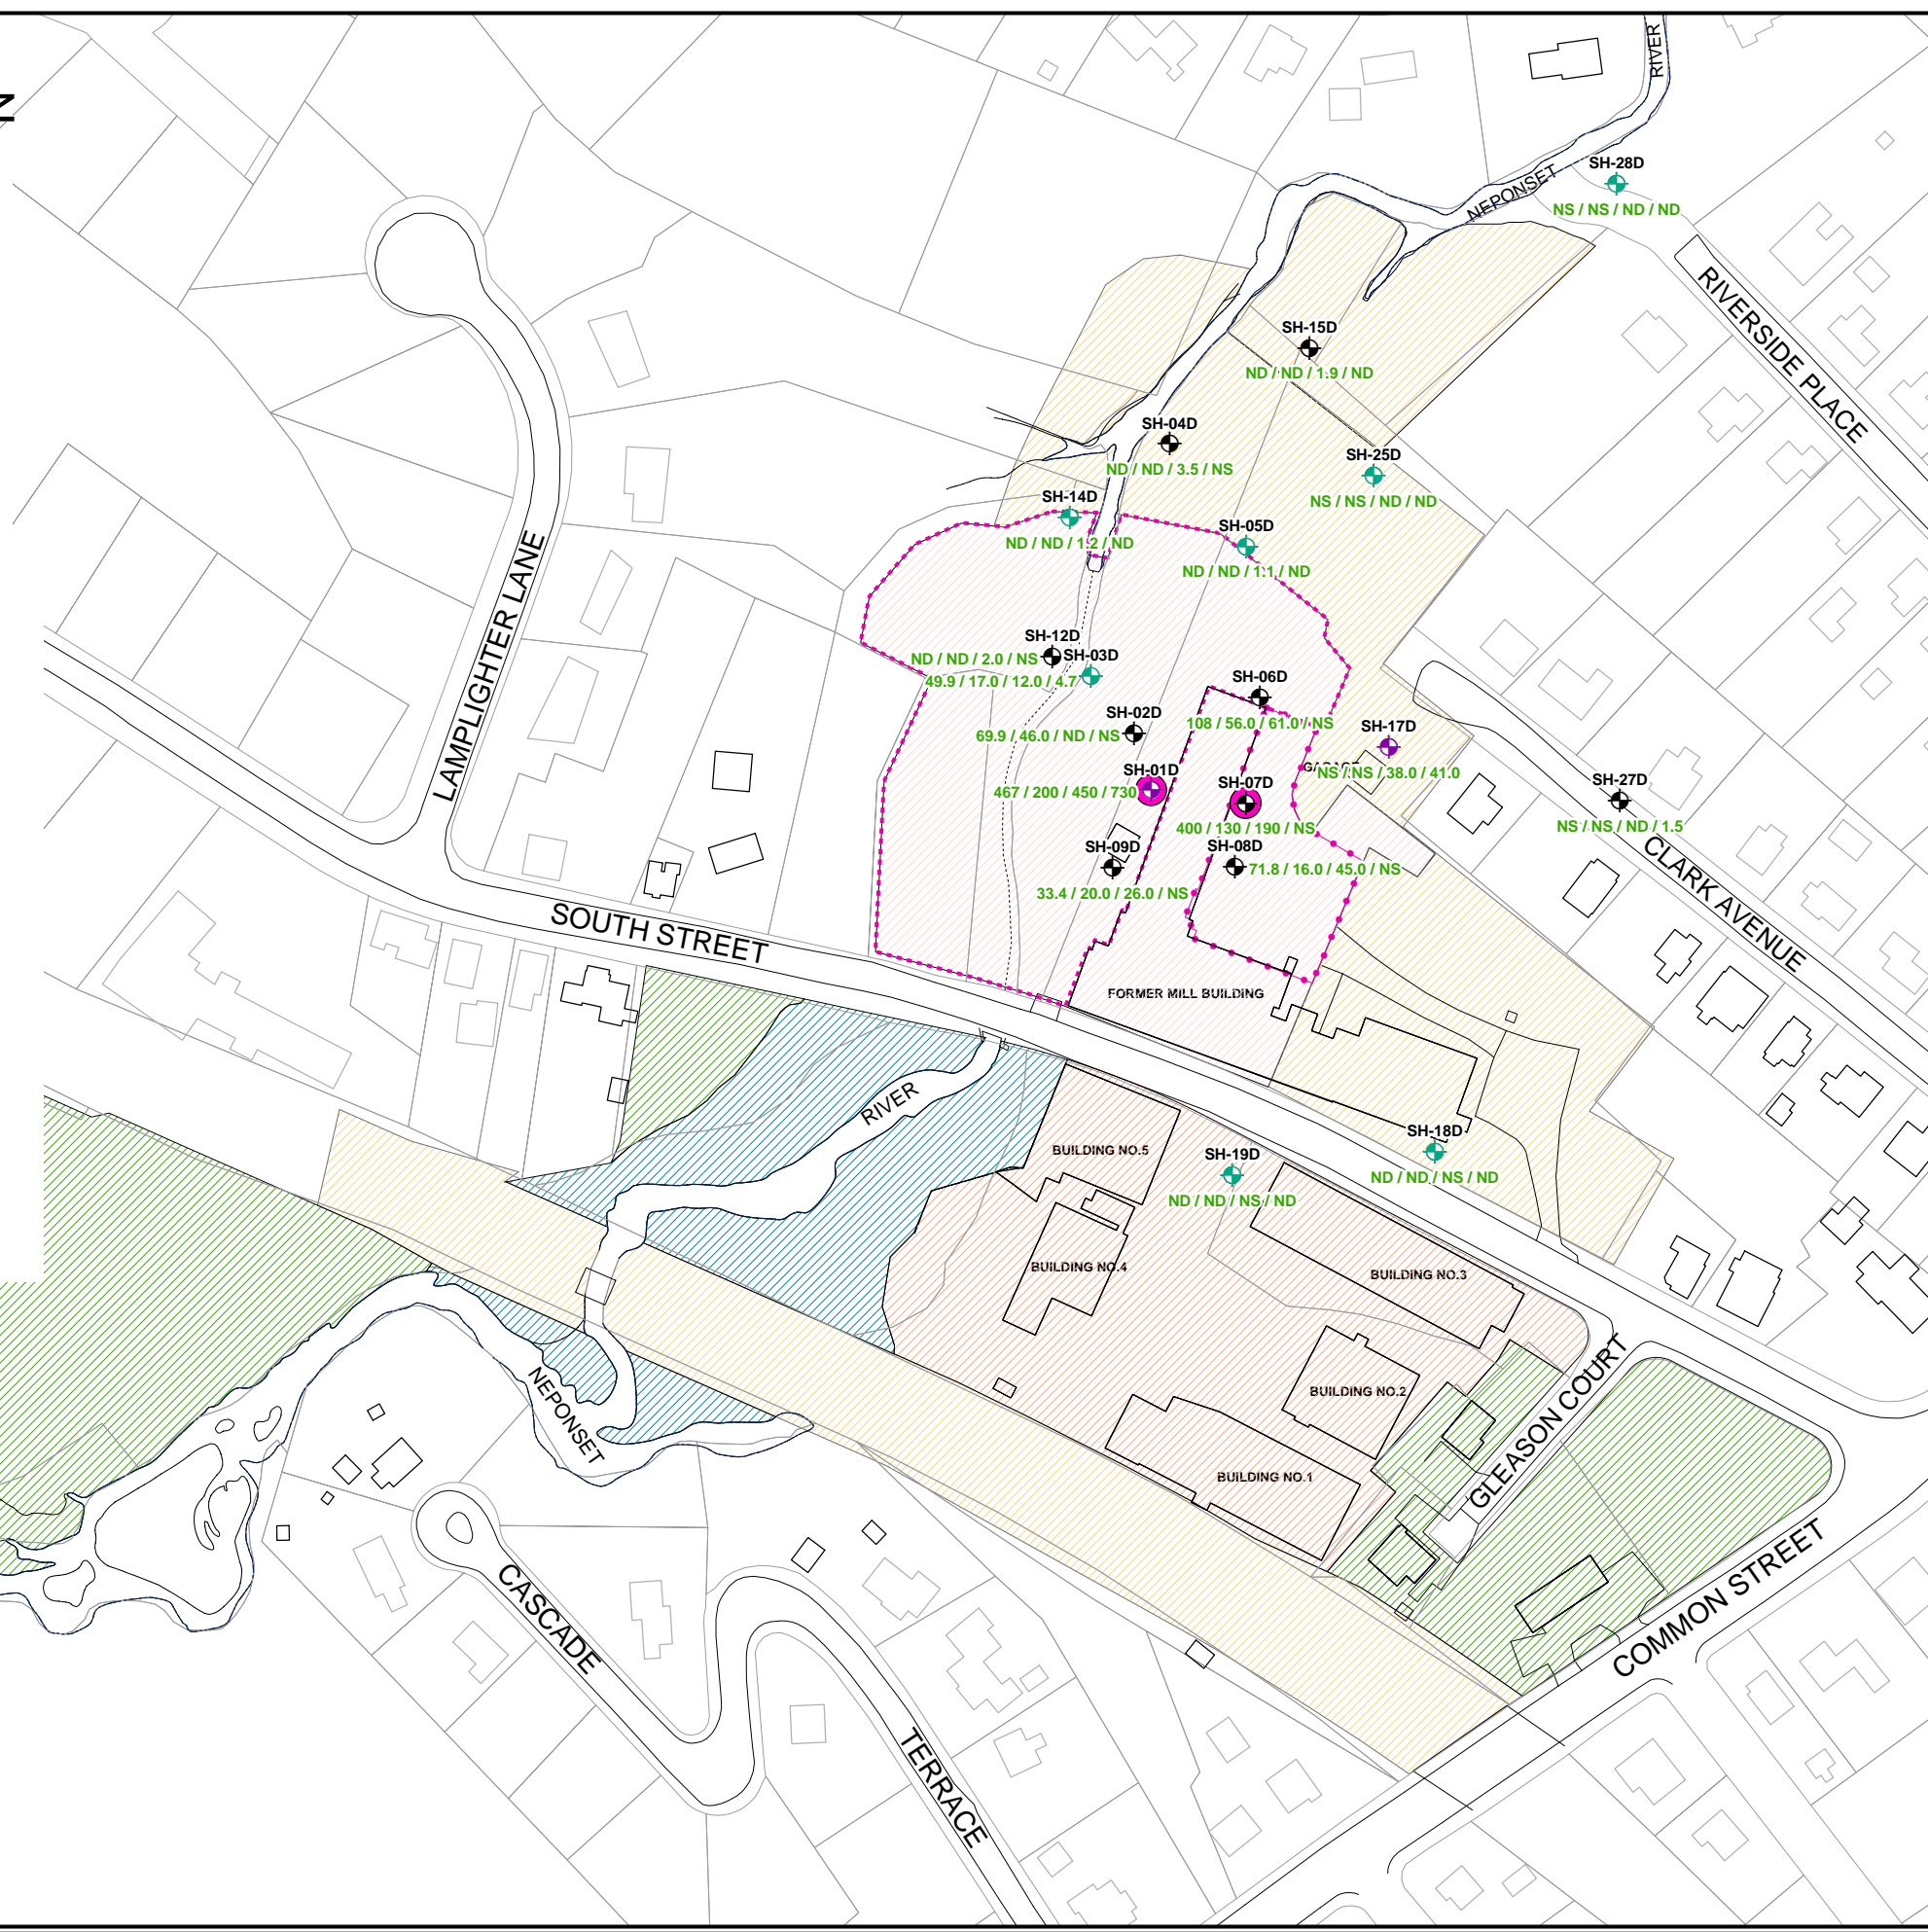 RIVER
N
SH-28D
NEPONSET
NS / NS / ND / ND
RIVERSIDE PLACE
SH-15D
ND / ND / 1.9 / ND
SH-04D
ND / ND / 3.5 / NS
SH-25D
NS / NS / ND / ND
SH-14D
ND / ND / 1.2 / ND
SH-05D
ND / ND / 1.1 / ND
LAMPLIGHTER LANE
SH-12D
ND / ND / 2.0 / NS
SH-03D
49.9 / 17.0 / 12.0 / 4.7
SH-06D
108 / 56.0 / 61.0 / NS
SH-02D
69.9 / 46.0 / ND / NS
SH-17D
GARAGE
NS / NS / 38.0 / 41.0
SH-01D
467 / 200 / 450 / 730
SH-07D
400 / 130 / 190 / NS
SH-27D
NS / NS / ND / 1.5
CLARK AVENUE
SH-09D
33.4 / 20.0 / 26.0 / NS
SH-08D
71.8 / 16.0 / 45.0 / NS
SOUTH STREET
FORMER MILL BUILDING
RIVER
BUILDING NO.5
SH-19D
ND / ND / NS / ND
SH-18D
ND / ND / NS / ND
BUILDING NO.4
BUILDING NO.3
BUILDING NO.2
BUILDING NO.1
NEPONSET
GLEASON COURT
COMMON STREET
CASCADE
TERRACE